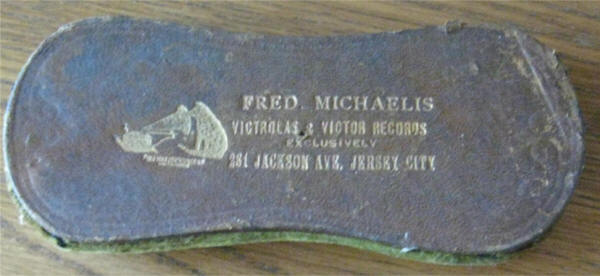 FRED. MICHAELIS
VICTROLAS & VICTOR RECORDS
EXCLUSIVELY
281 JACKSON AVE, JERSEY CITY